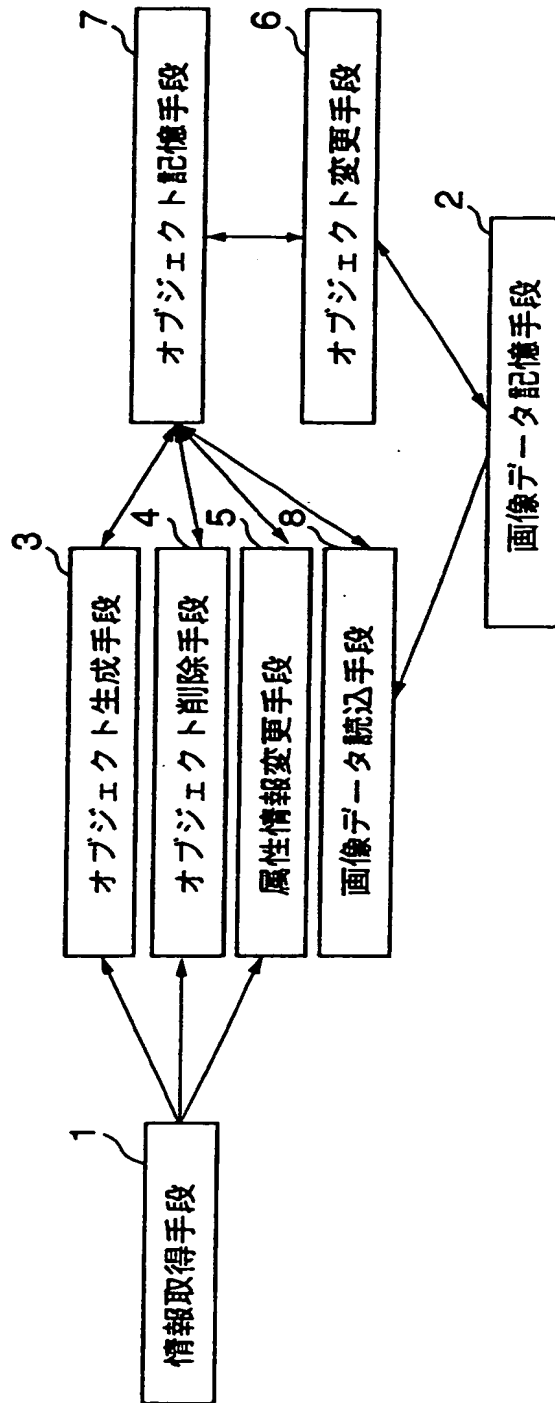 1
情報取得手段
3
オブジェクト生成手段
4
オブジェクト削除手段
5
属性情報変更手段
8
画像データ読込手段
7
オブジェクト記憶手段
6
オブジェクト変更手段
2
画像データ記憶手段